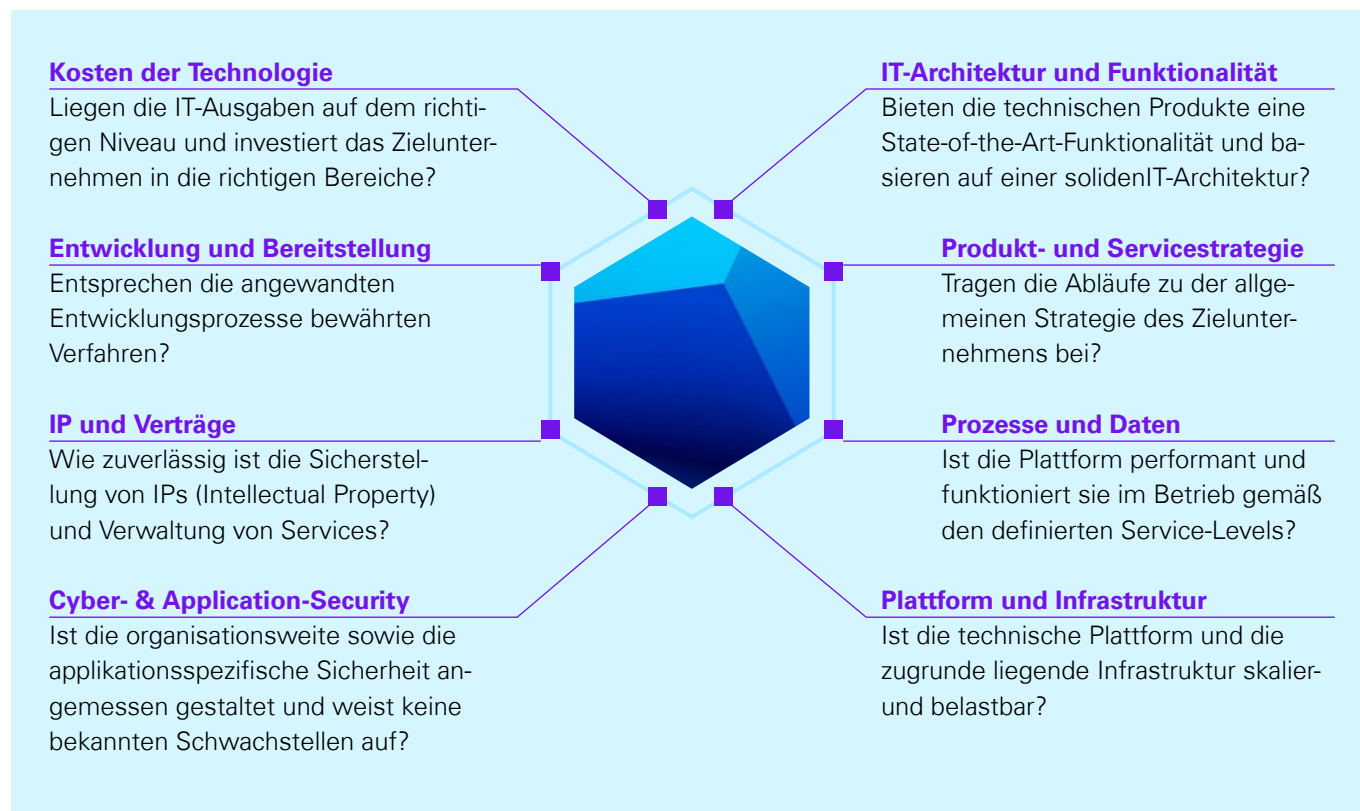 Kosten der Technologie
Liegen die IT-Ausgaben auf dem richti-
gen Niveau und investiert das Zielunter-
nehmen in die richtigen Bereiche?
Entwicklung und Bereitstellung
Entsprechen die angewandten
Entwicklungsprozesse bewährten
Verfahren?
IP und Verträge
Wie zuverlässig ist die Sicherstel-
lung von IPs (Intellectual Property)
und Verwaltung von Services?
Cyber- & Application-Security
Ist die organisationsweite sowie die
applikationsspezifische Sicherheit an-
gemessen gestaltet und weist keine
bekannten Schwachstellen auf?
IT-Architektur und Funktionalität
Bieten die technischen Produkte eine
State-of-the-Art-Funktionalität und ba-
sieren auf einer solidenIT-Architektur?
Produkt- und Servicestrategie
Tragen die Abläufe zu der allge-
meinen Strategie des Zielunter-
nehmens bei?
Prozesse und Daten
Ist die Plattform performant und
funktioniert sie im Betrieb gemäß
den definierten Service-Levels?
Plattform und Infrastruktur
Ist die technische Plattform und die
zugrunde liegende Infrastruktur skalier-
und belastbar?